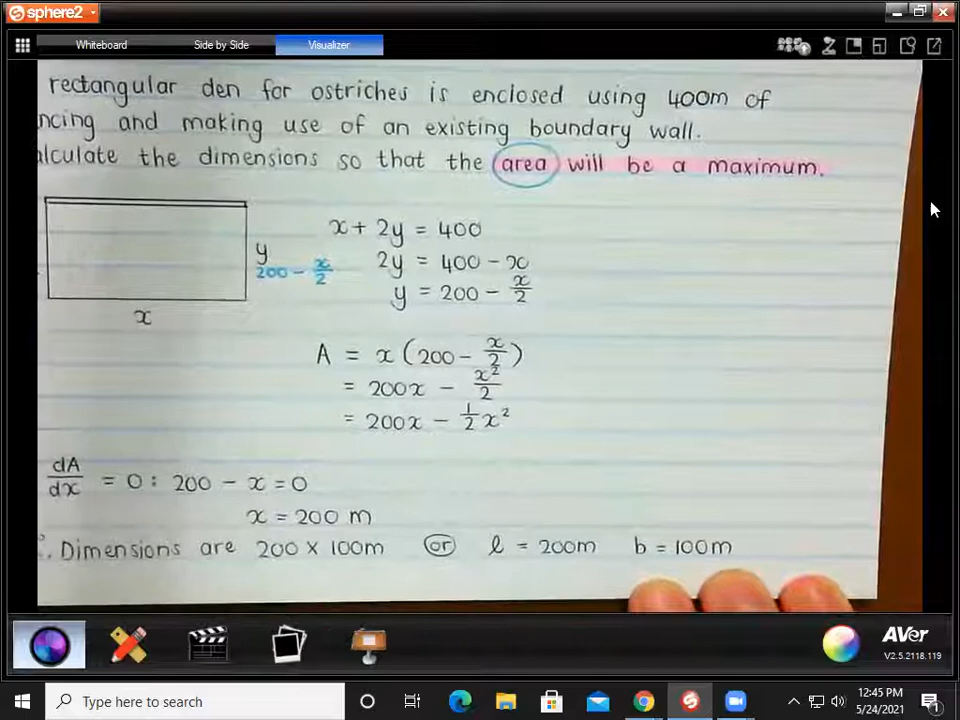 sphere2
Whiteboard
Side by Side
Visualizer
rectangular den for ostriches is enclosed using 400m of
ncing and making use of an existing boundary wall.
alculate the dimensions so that the area will be a maximum.
x + 2y = 400
y
200 - x/2
2y = 400 - x
y = 200 - x/2
x
A = x(200 - x/2)
= 200x - x²/2
= 200x - 1/2 x²
dA/dx = 0 : 200 - x = 0
x = 200 m
∴ Dimensions are 200 x 100m or l = 200m b = 100m
AVer
V2.5.2118.119
Type here to search
12:45 PM
5/24/2021
1